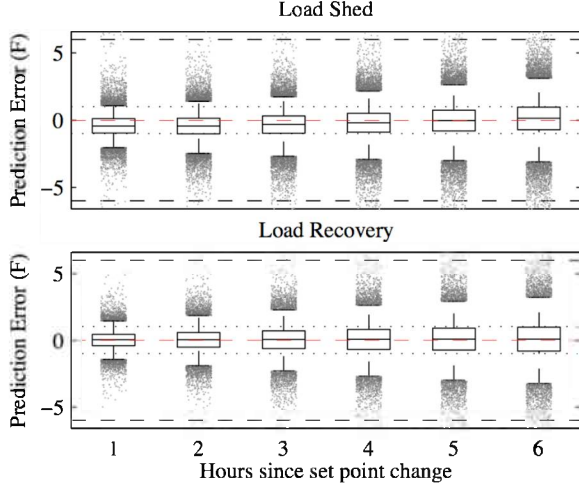 Load Shed
Prediction Error (F)
5
0
−5
Load Recovery
Prediction Error (F)
5
0
−5
1 2 3 4 5 6
Hours since set point change